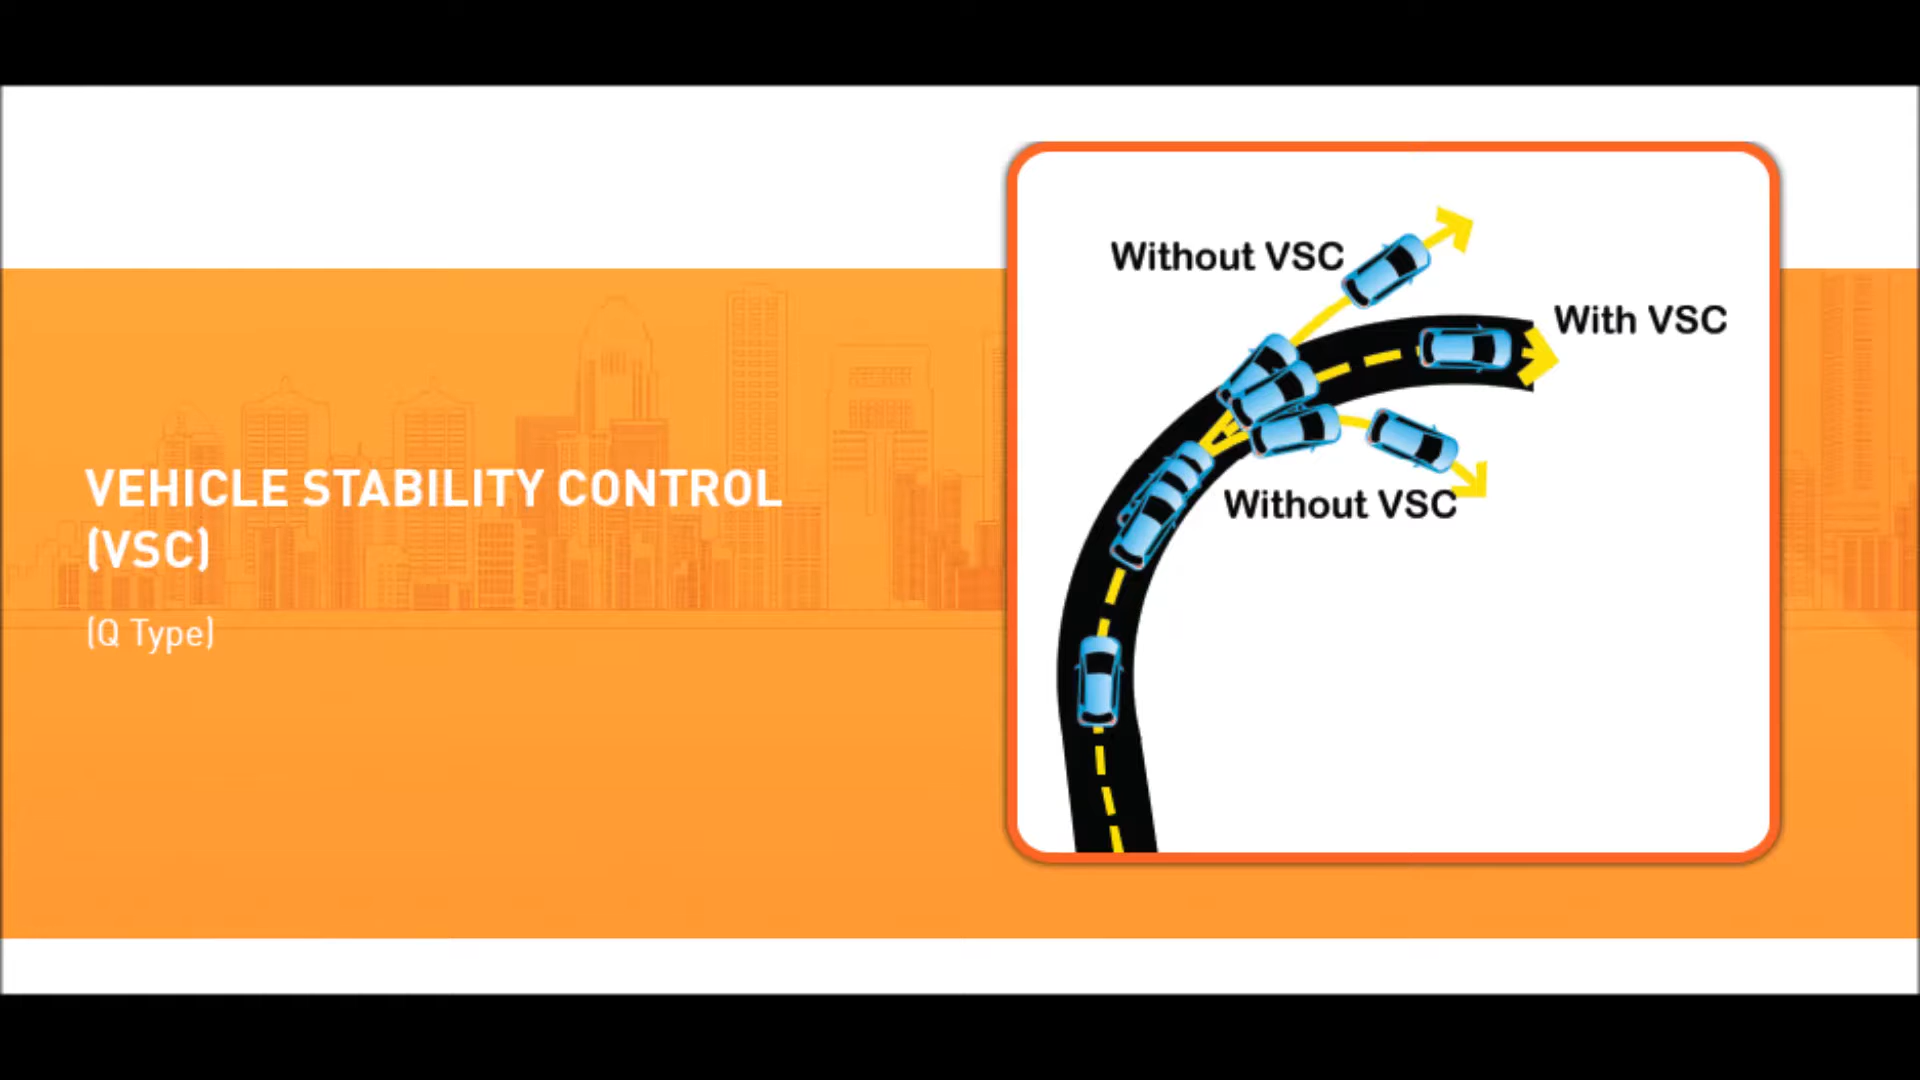 VEHICLE STABILITY CONTROL
(VSC)
(Q Type)
Without VSC
With VSC
Without VSC